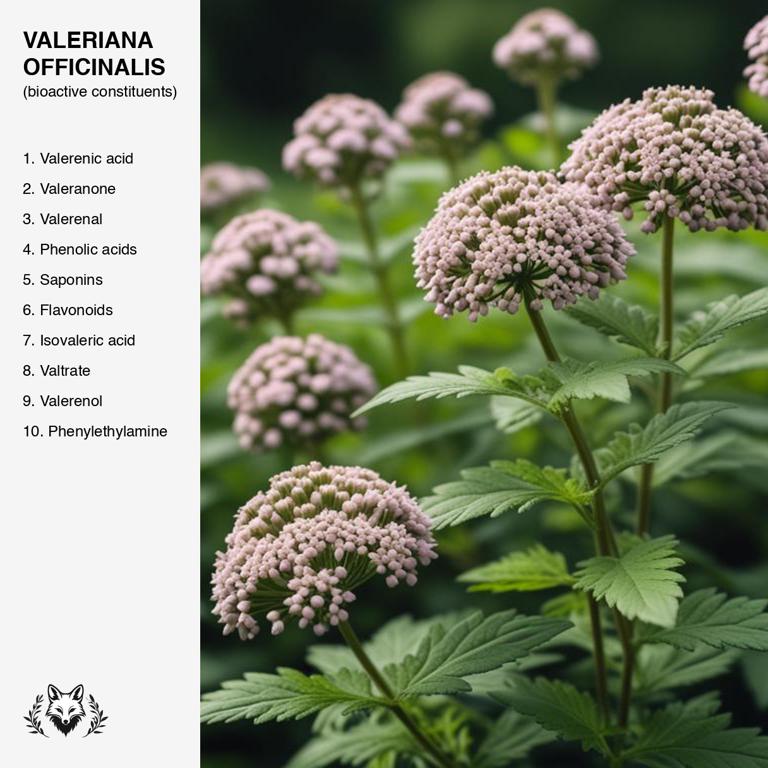 VALERIANA
OFFICINALIS
(bioactive constituents)
1. Valerenic acid
2. Valeranone
3. Valerenal
4. Phenolic acids
5. Saponins
6. Flavonoids
7. Isovaleric acid
8. Valtrate
9. Valerenol
10. Phenylethylamine